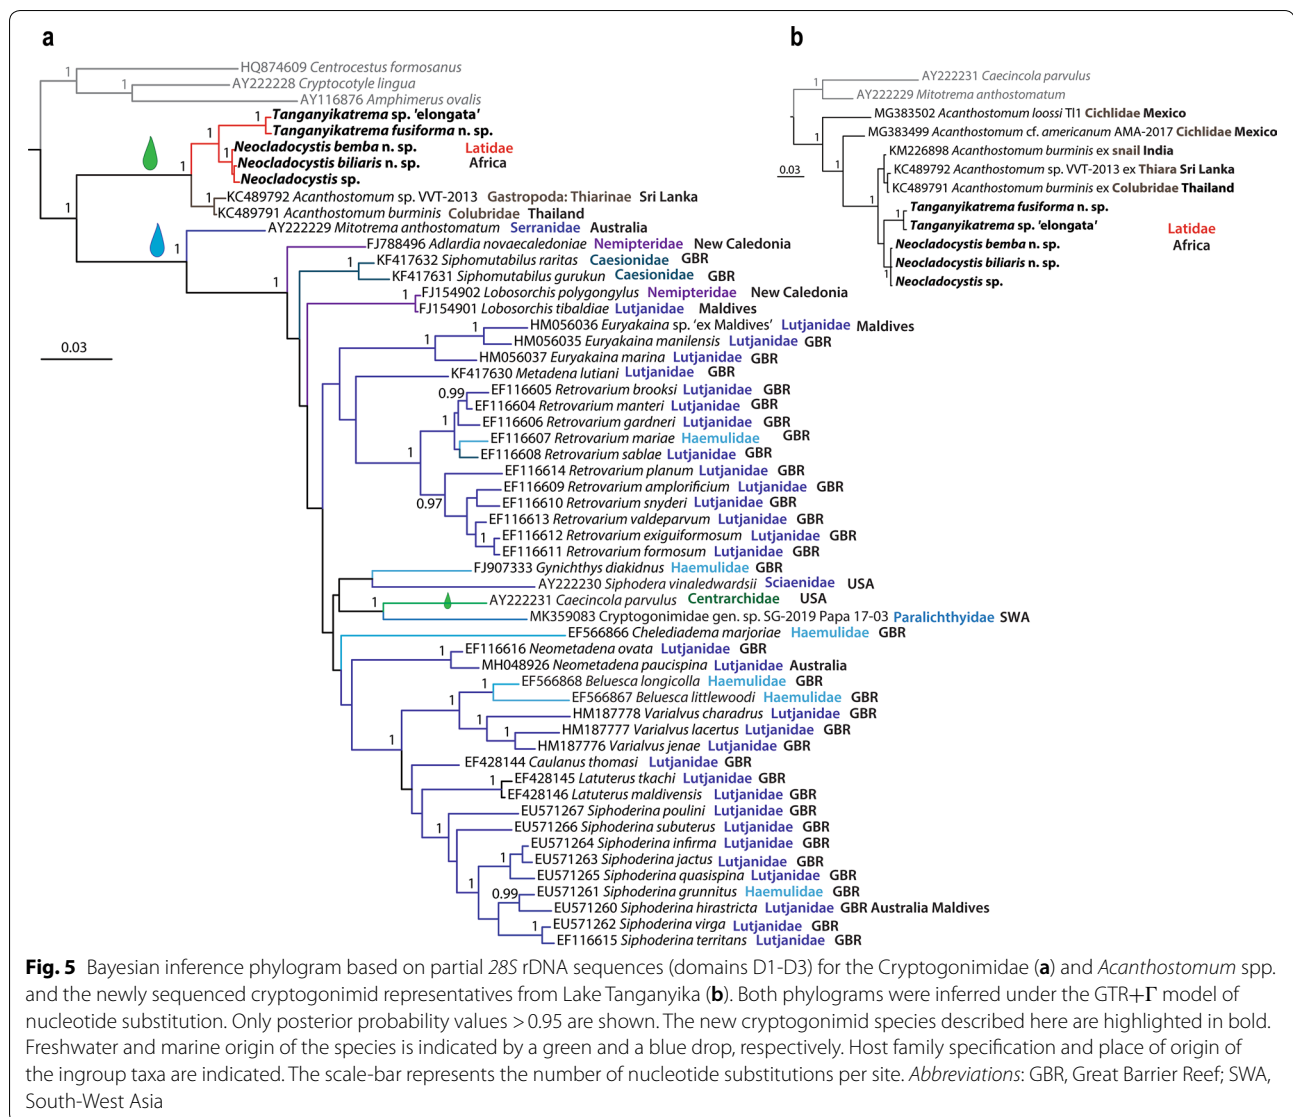 a
HQ874609 Centrocestus formosanus
1
AY222228 Cryptocotyle lingua
1
AY116876 Amphimerus ovalis
Tanganyikatrema sp. ‘elongata’
1
Tanganyikatrema fusiforma n. sp.
1
Neocladocystis bemba n. sp. Latidae
1
Neocladocystis biliaris n. sp. Africa
1
Neocladocystis sp.
KC489792 Acanthostomum sp. VVT-2013 Gastropoda: Thiarinae Sri Lanka
1
KC489791 Acanthostomum burminis Colubridae Thailand
1
AY222229 Mitotrema anthostomatum Serranidae Australia
1
FJ788496 Adlardia novaecaledoniae Nemipteridae New Caledonia
KF417632 Siphomutabilus raritas Caesionidae GBR
1
KF417631 Siphomutabilus gurukun Caesionidae GBR
1
FJ154902 Lobosorchis polygongylus Nemipteridae New Caledonia
1
FJ154901 Lobosorchis tibaldiae Lutjanidae Maldives
HM056036 Euryakaina sp. ‘ex Maldives’ Lutjanidae Maldives
1
HM056035 Euryakaina manilensis Lutjanidae GBR
1
0.03
HM056037 Euryakaina marina Lutjanidae GBR
KF417630 Metadena lutiani Lutjanidae GBR
EF116605 Retrovarium brooksi Lutjanidae GBR
0.99
EF116604 Retrovarium manteri Lutjanidae GBR
1
EF116606 Retrovarium gardneri Lutjanidae GBR
EF116607 Retrovarium mariae Haemulidae GBR
1
EF116608 Retrovarium sablae Lutjanidae GBR
EF116614 Retrovarium planum Lutjanidae GBR
EF116609 Retrovarium amplorificium Lutjanidae GBR
0.97
EF116610 Retrovarium snyderi Lutjanidae GBR
EF116613 Retrovarium valdeparvum Lutjanidae GBR
1
EF116612 Retrovarium exiguiformosum Lutjanidae GBR
EF116611 Retrovarium formosum Lutjanidae GBR
FJ907333 Gynichthys diakidnus Haemulidae GBR
AY222230 Siphodera vinaledwardsii Sciaenidae USA
AY222231 Caecincola parvulus Centrarchidae USA
1
MK359083 Cryptogonimidae gen. sp. SG-2019 Papa 17-03 Paralichthyidae SWA
EF566866 Chelediadema marjoriae Haemulidae GBR
EF116616 Neometadena ovata Lutjanidae GBR
1
MH048926 Neometadena paucispina Lutjanidae Australia
EF566868 Beluesca longicolla Haemulidae GBR
1
EF566867 Beluesca littlewoodi Haemulidae GBR
1
HM187778 Varialvus charadrus Lutjanidae GBR
1
HM187777 Varialvus lacertus Lutjanidae GBR
1
HM187776 Varialvus jenae Lutjanidae GBR
1
EF428144 Caulanus thomasi Lutjanidae GBR
EF428145 Latuterus tkachi Lutjanidae GBR
1
EF428146 Latuterus maldivensis Lutjanidae GBR
EU571267 Siphoderina poulini Lutjanidae GBR
1
EU571266 Siphoderina subuterus Lutjanidae GBR
EU571264 Siphoderina infirma Lutjanidae GBR
1
EU571263 Siphoderina jactus Lutjanidae GBR
EU571265 Siphoderina quasispina Lutjanidae GBR
1
EU571261 Siphoderina grunnitus Haemulidae GBR
0.99
EU571260 Siphoderina hirastricta Lutjanidae GBR Australia Maldives
EU571262 Siphoderina virga Lutjanidae GBR
1
EF116615 Siphoderina territans Lutjanidae GBR
b
AY222231 Caecincola parvulus
1
AY222229 Mitotrema anthostomatum
MG383502 Acanthostomum loossi TI1 Cichlidae Mexico
MG383499 Acanthostomum cf. americanum AMA-2017 Cichlidae Mexico
1
KM226898 Acanthostomum burminis ex snail India
1
KC489792 Acanthostomum sp. VVT-2013 ex Thiara Sri Lanka
0.03
1
KC489791 Acanthostomum burminis ex Colubridae Thailand
Tanganyikatrema fusiforma n. sp.
1
Tanganyikatrema sp. ‘elongata’ Latidae
Neocladocystis bemba n. sp. Africa
Neocladocystis biliaris n. sp.
1
Neocladocystis sp.
Fig. 5 Bayesian inference phylogram based on partial 28S rDNA sequences (domains D1-D3) for the Cryptogonimidae (a) and Acanthostomum spp.
and the newly sequenced cryptogonimid representatives from Lake Tanganyika (b). Both phylograms were inferred under the GTR+Γ model of
nucleotide substitution. Only posterior probability values > 0.95 are shown. The new cryptogonimid species described here are highlighted in bold.
Freshwater and marine origin of the species is indicated by a green and a blue drop, respectively. Host family specification and place of origin of
the ingroup taxa are indicated. The scale-bar represents the number of nucleotide substitutions per site. Abbreviations: GBR, Great Barrier Reef; SWA,
South-West Asia